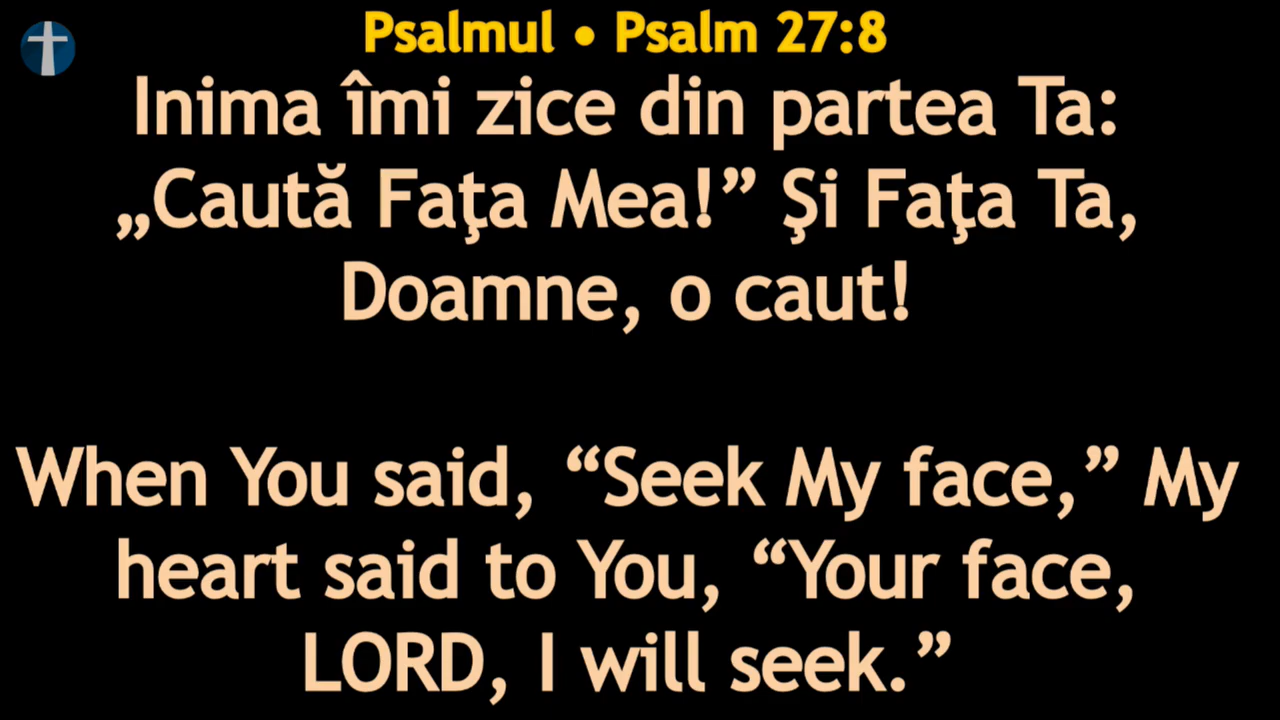 Psalmul • Psalm 27:8
Inima îmi zice din partea Ta:
„Caută Faţa Mea!” Şi Faţa Ta,
Doamne, o caut!
When You said, “Seek My face,” My
heart said to You, “Your face,
LORD, I will seek.”